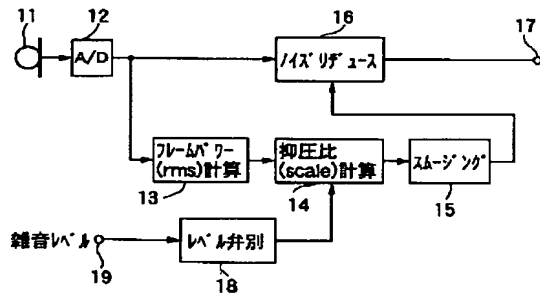 11
12
A/D
16
ﾉｲｽﾞﾘﾃﾞｭｰｽ
17
ﾌﾚｰﾑﾊﾟﾜｰ
(rms)計算
13
抑圧比
(scale)計算
14
ｽﾑｰｼﾞﾝｸﾞ
15
雑音ﾚﾍﾞﾙ
19
ﾚﾍﾞﾙ弁別
18